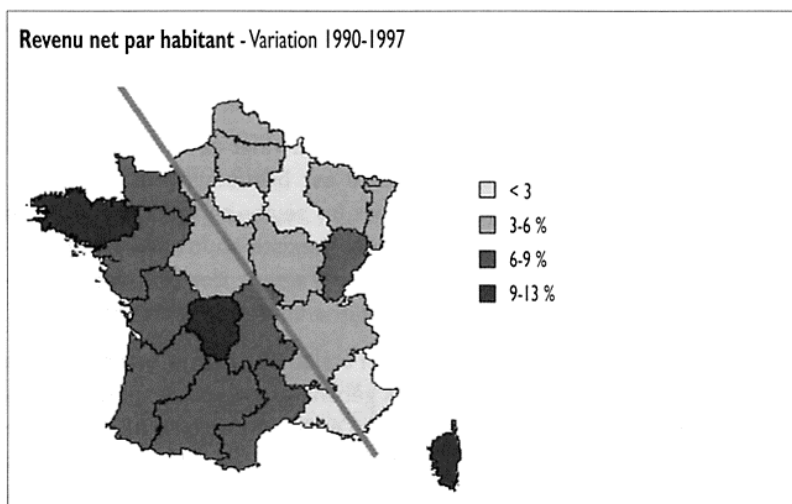 Revenu net par habitant - Variation 1990-1997
< 3
3-6 %
6-9 %
9-13 %